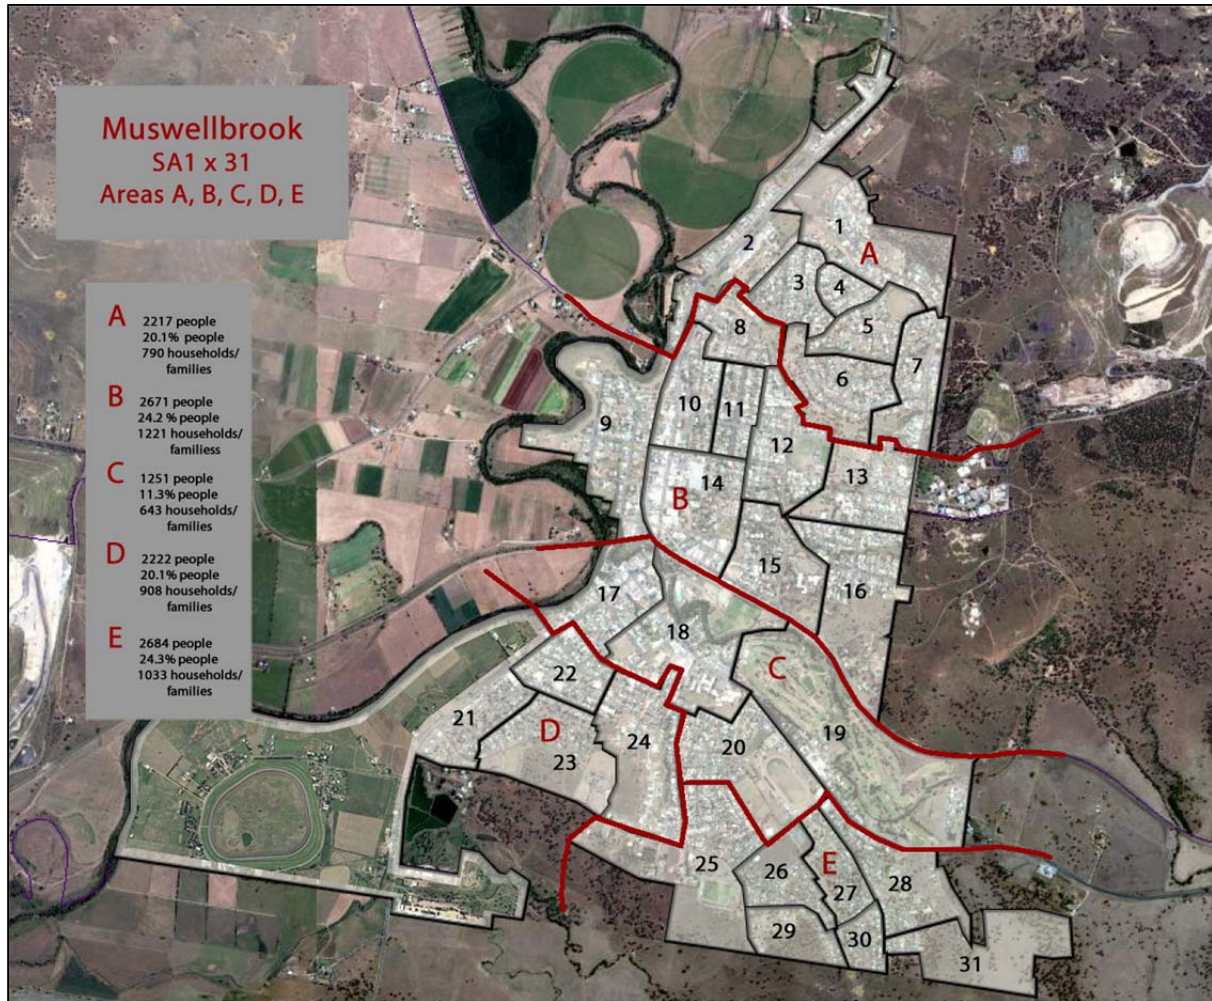 Muswellbrook
SA1 x 31
Areas A, B, C, D, E
A
2217 people
20.1% people
790 households/
families
B
2671 people
24.2 % people
1221 households/
familiess
C
1251 people
11.3% people
643 households/
families
D
2222 people
20.1% people
908 households/
families
E
2684 people
24.3% people
1033 households/
families
1
2
A
3
4
5
8
6
7
9
10
11
12
13
14
B
15
16
17
18
C
19
22
21
D
23
24
20
25
26
E
27
28
29
30
31